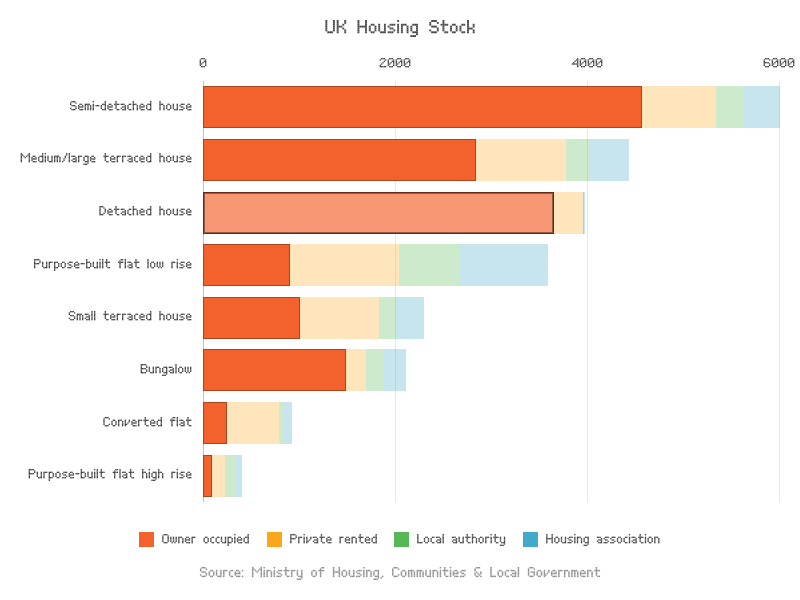 UK Housing Stock
0 2000 4000 6000
Semi-detached house
Medium/large terraced house
Detached house
Purpose-built flat low rise
Small terraced house
Bungalow
Converted flat
Purpose-built flat high rise
Owner occupied Private rented Local authority Housing association
Source: Ministry of Housing, Communities & Local Government